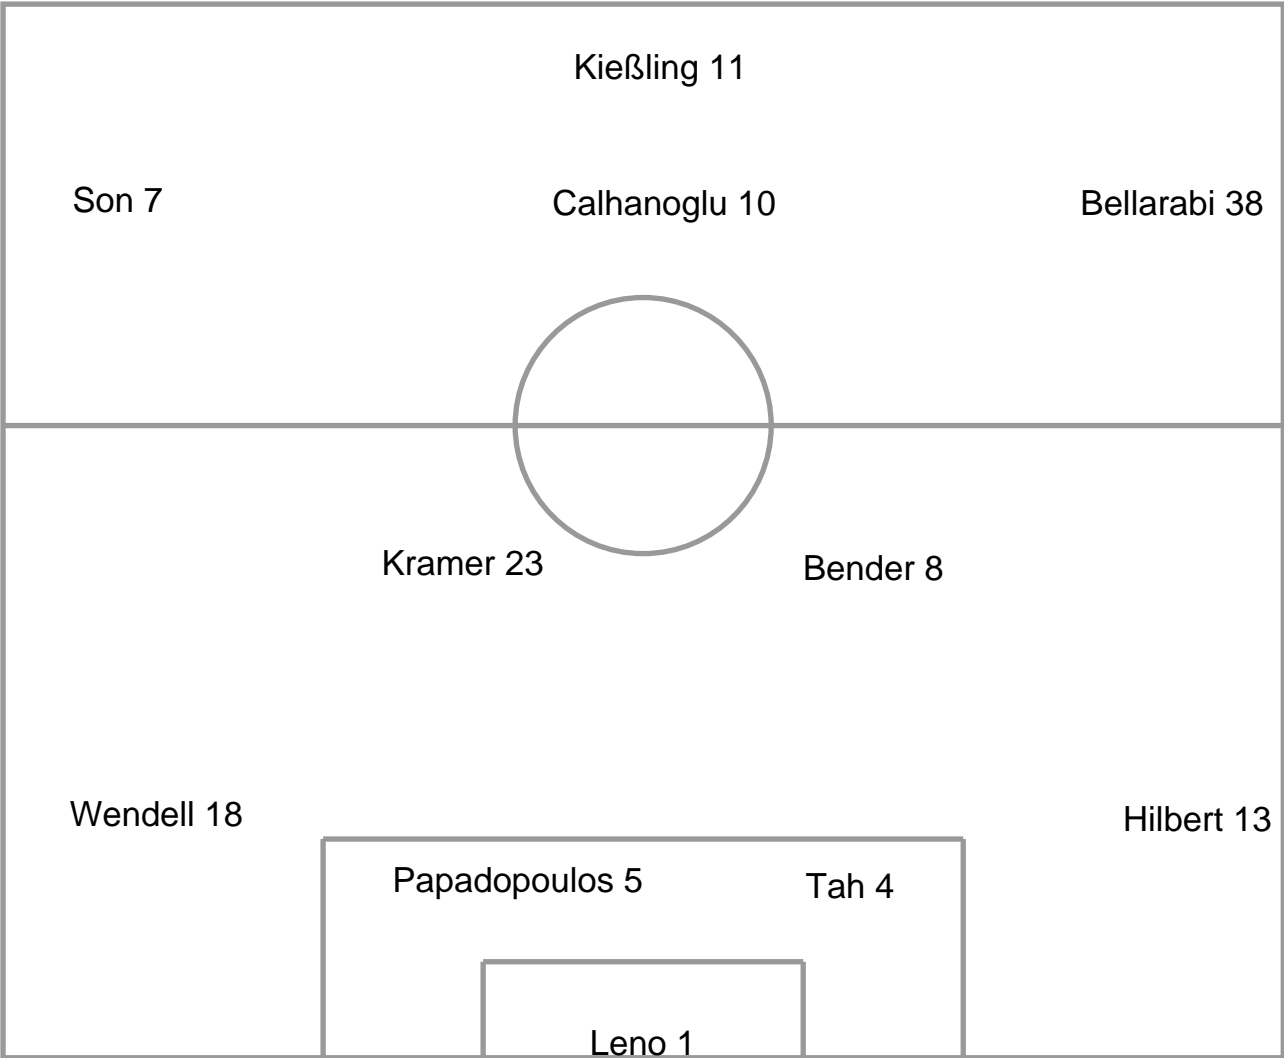 Kießling 11
Son 7
Calhanoglu 10
Bellarabi 38
Kramer 23
Bender 8
Wendell 18
Hilbert 13
Papadopoulos 5
Tah 4
Leno 1